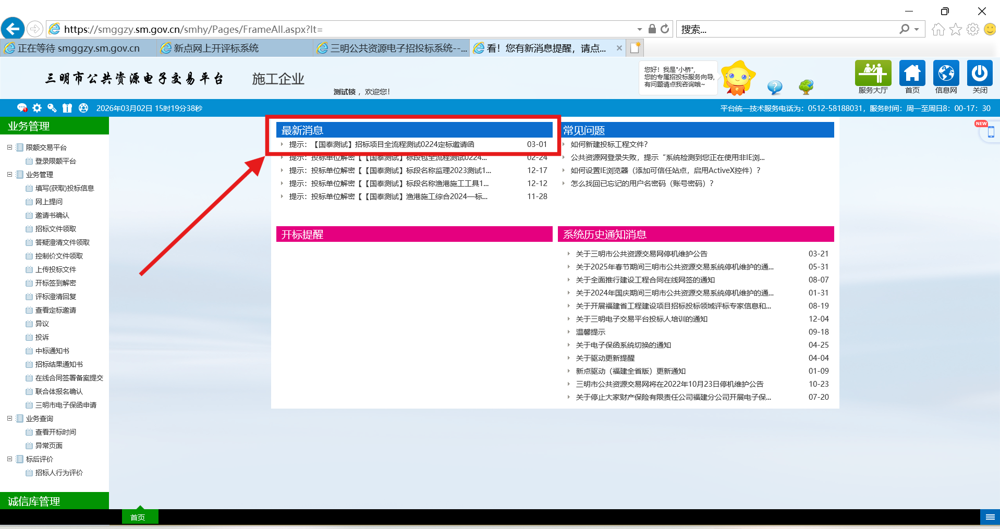 https://smggzy.sm.gov.cn/smhy/Pages/FrameAll.aspx?lt=
搜索...
正在等待 smggzy.sm.gov.cn
新点网上开评标系统
三明公共资源电子招投标系统--...
看！您有新消息提醒，请点...
三明市公共资源电子交易平台
施工企业
测试锁 ，欢迎您!
您好！我是"小桥",
您的专属招投标服务向导,
有问题请点我咨询哦~
服务大厅
首页
信息网
关闭
2026年03月02日 15时19分38秒
平台统一技术服务电话为：0512-58188031，服务时间：周一至周日8：00-17：30
NEW
业务管理
限额交易平台
登录限额平台
业务管理
填写(获取)投标信息
网上提问
邀请书确认
招标文件领取
答疑澄清文件领取
控制价文件领取
上传投标文件
开标签到解密
评标澄清回复
查看定标邀请
异议
投诉
中标通知书
招标结果通知书
在线合同签署备案提交
联合体报名确认
三明市电子保函申请
业务查询
查看开标时间
异常页面
标后评价
招标人行为评价
诚信库管理
最新消息
提示：【国泰测试】招标项目全流程测试0224定标邀请函 03-01
提示：投标单位解密【【国泰测试】标段包全流程测试0224... 02-24
提示：投标单位解密【【国泰测试】标段名称监理2023测试1... 12-17
提示：投标单位解密【【国泰测试】标段名称渔港施工工具1... 12-12
提示：投标单位解密【【国泰测试】渔港施工综合2024—标... 11-28
常见问题
如何新建投标工程文件?
公共资源网登录失败，提示“系统检测到您正在使用非IE浏...
如何设置IE浏览器（添加可信任站点，启用ActiveX控件）?
怎么找回已忘记的用户名密码（账号密码）?
开标提醒
系统历史通知消息
关于三明市公共资源交易网停机维护公告 03-21
关于2025年春节期间三明市公共资源交易系统停机维护的通... 05-31
关于全面推行建设工程合同在线网签的通知 08-07
关于2024年国庆期间三明市公共资源交易系统停机维护的通... 01-31
关于开展福建省工程建设项目招标投标领域评标专家信息和... 08-19
关于三明电子交易平台投标人培训的通知 12-04
温馨提示 09-18
关于电子保函系统切换的通知 04-25
关于驱动更新提醒 04-04
新点驱动（福建全省版）更新通知 01-09
三明市公共资源交易网将在2022年10月23日停机维护公告 10-23
关于停止大家财产保险有限责任公司福建分公司开展电子保... 07-20
首页